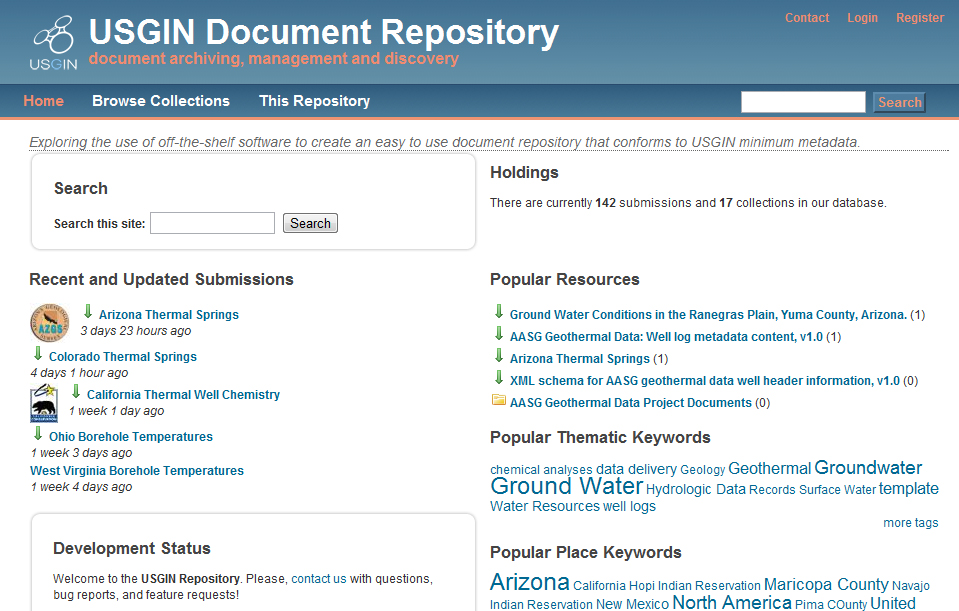 Contact Login Register
USGIN
USGIN Document Repository
document archiving, management and discovery
Home Browse Collections This Repository Search
Exploring the use of off-the-shelf software to create an easy to use document repository that conforms to USGIN minimum metadata.
Search
Search this site: Search
Holdings
There are currently 142 submissions and 17 collections in our database.
Recent and Updated Submissions
AZGS
Arizona Thermal Springs
3 days 23 hours ago
Colorado Thermal Springs
4 days 1 hour ago
California Thermal Well Chemistry
1 week 1 day ago
Ohio Borehole Temperatures
1 week 3 days ago
West Virginia Borehole Temperatures
1 week 4 days ago
Popular Resources
Ground Water Conditions in the Ranegras Plain, Yuma County, Arizona. (1)
AASG Geothermal Data: Well log metadata content, v1.0 (1)
Arizona Thermal Springs (1)
XML schema for AASG geothermal data well header information, v1.0 (0)
AASG Geothermal Data Project Documents (0)
Popular Thematic Keywords
chemical analyses data delivery Geology Geothermal Groundwater
Ground Water Hydrologic Data Records Surface Water template
Water Resources well logs
more tags
Development Status
Welcome to the USGIN Repository. Please, contact us with questions,
bug reports, and feature requests!
Popular Place Keywords
Arizona California Hopi Indian Reservation Maricopa County Navajo
Indian Reservation New Mexico North America Pima COunty United